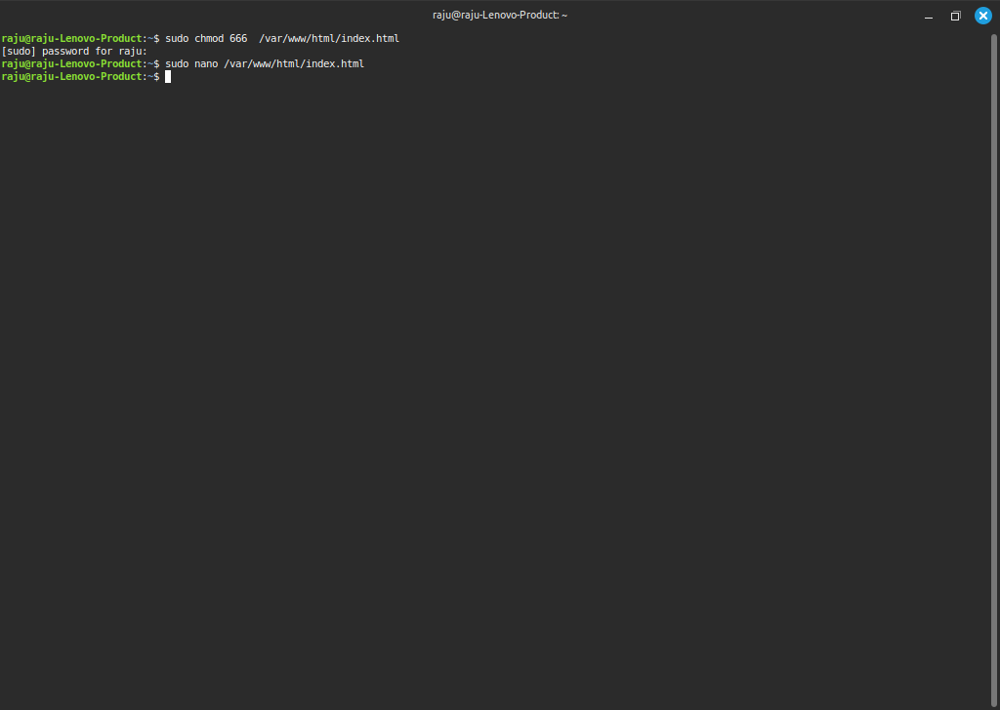 raju@raju-Lenovo-Product: ~
raju@raju-Lenovo-Product:~$ sudo chmod 666  /var/www/html/index.html
[sudo] password for raju:
raju@raju-Lenovo-Product:~$ sudo nano /var/www/html/index.html
raju@raju-Lenovo-Product:~$